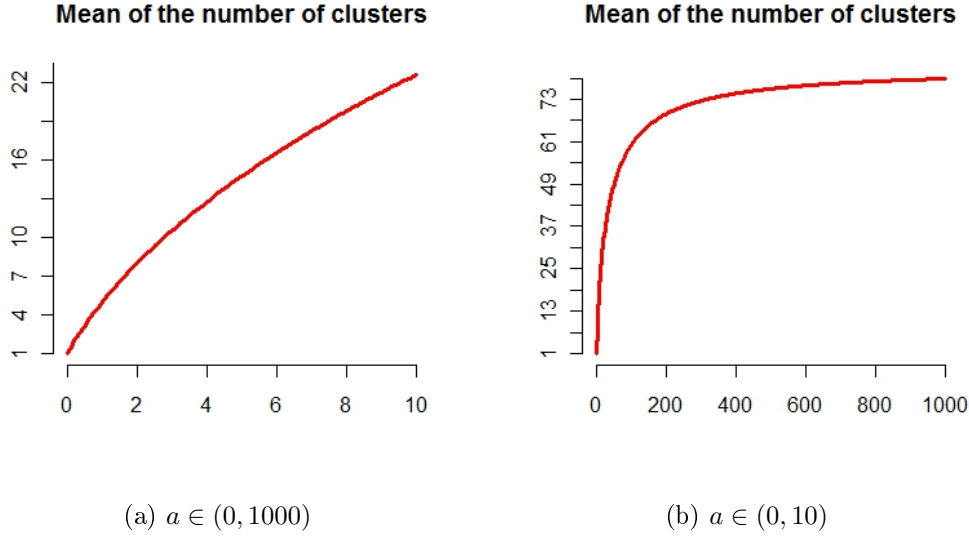 Mean of the number of clusters
22
16
10
7
4
1
0 2 4 6 8 10
(a) a ∈ (0, 1000)
Mean of the number of clusters
73
61
49
37
25
13
1
0 200 400 600 800 1000
(b) a ∈ (0, 10)